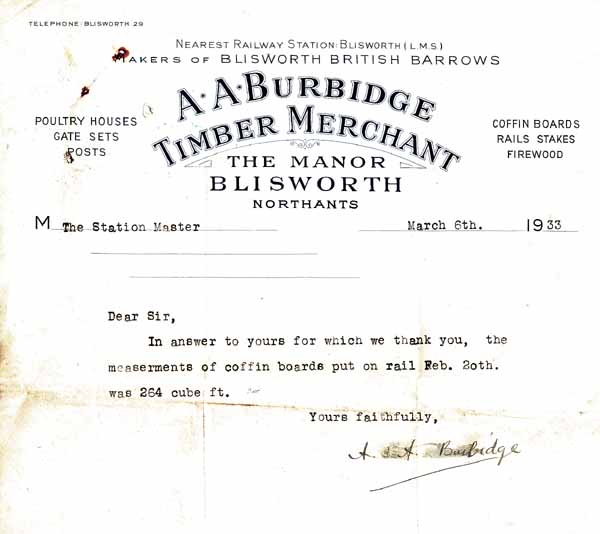 TELEPHONE: BLISWORTH 29
NEAREST RAILWAY STATION: BLISWORTH (L.M.S)
MAKERS OF BLISWORTH BRITISH BARROWS
A·A·BURBIDGE
TIMBER MERCHANT
POULTRY HOUSES
GATE SETS
POSTS
COFFIN BOARDS
RAILS STAKES
FIREWOOD
THE MANOR
BLISWORTH
NORTHANTS
M The Station Master March 6th. 1933
Dear Sir,
In answer to yours for which we thank you, the
measerments of coffin boards put on rail Feb. 2oth.
was 264 cube ft.
Yours faithfully,
A. A. Burbidge